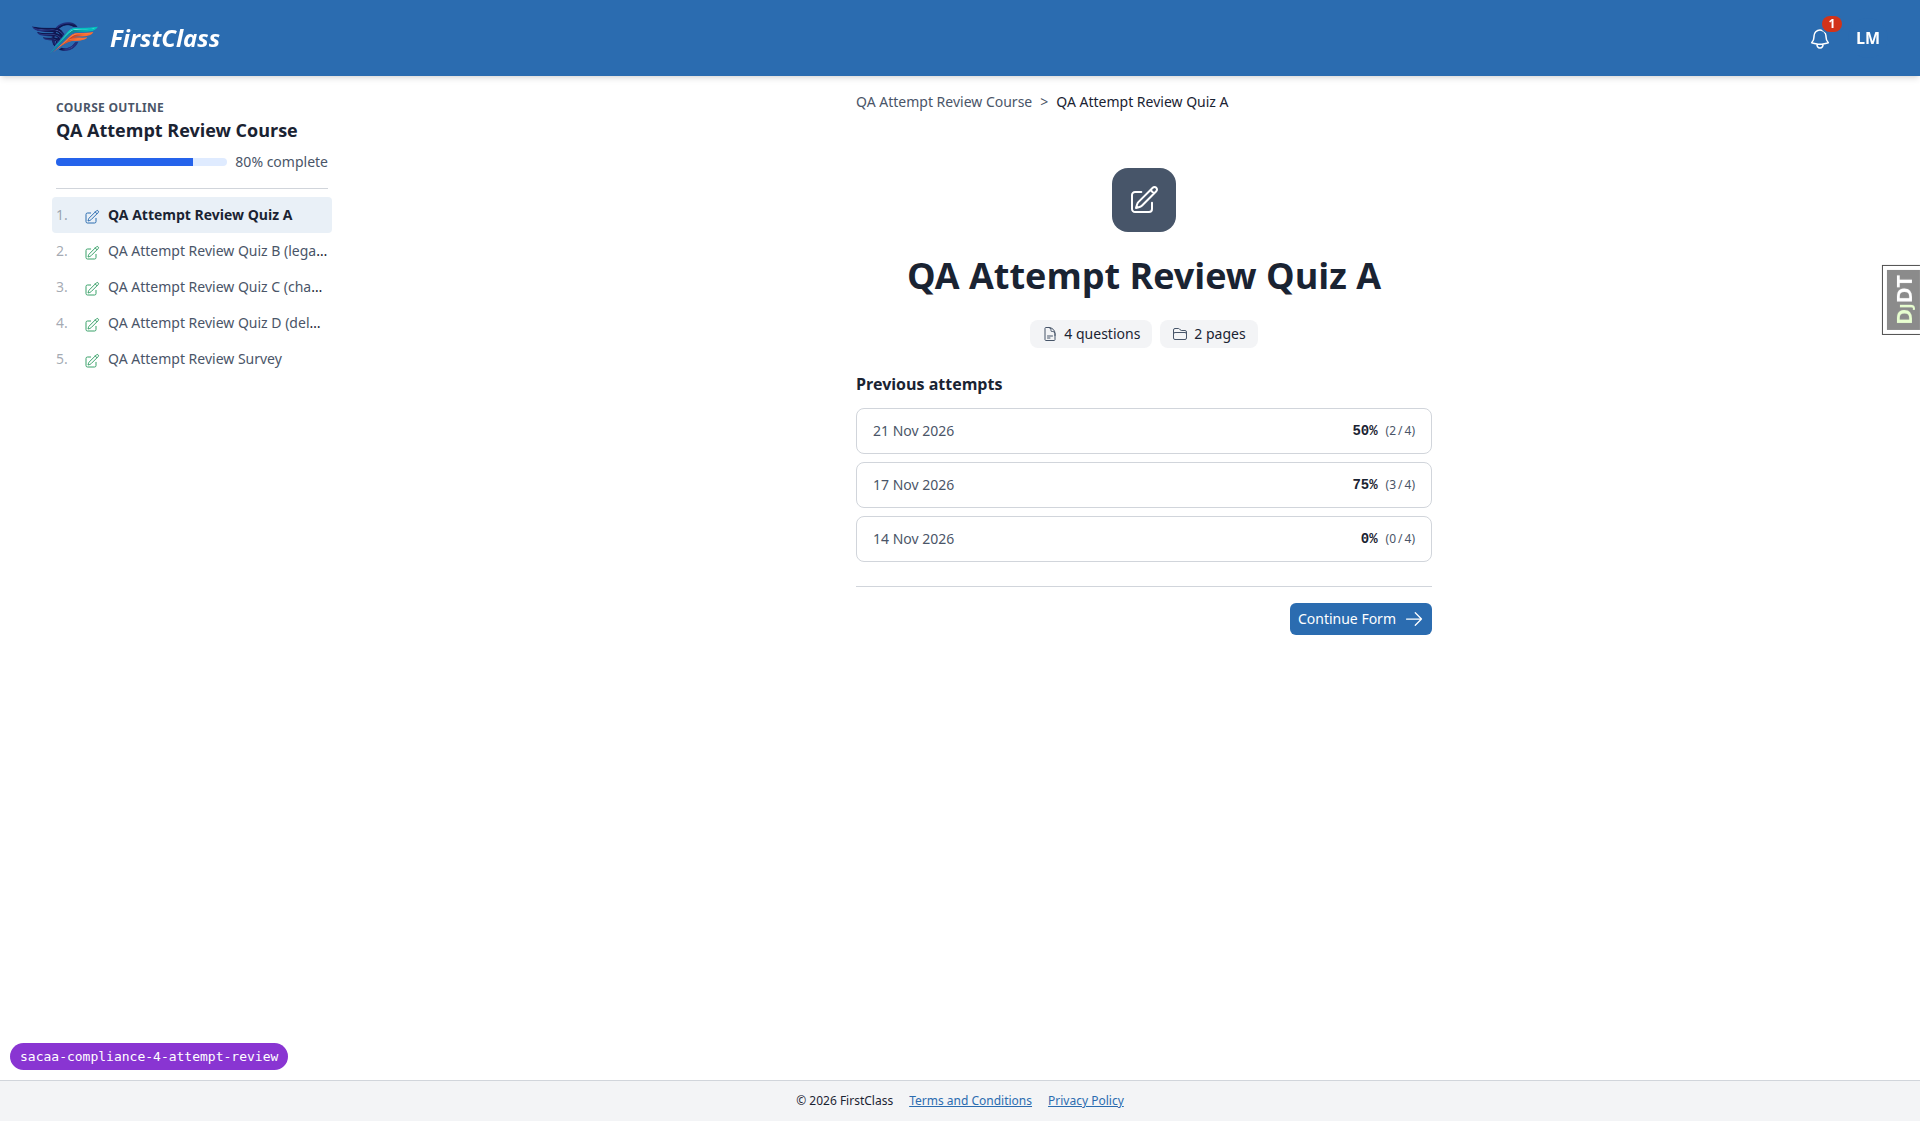 FirstClass
1
LM
COURSE OUTLINE
QA Attempt Review Course
80% complete
1. QA Attempt Review Quiz A
2. QA Attempt Review Quiz B (lega...
3. QA Attempt Review Quiz C (cha...
4. QA Attempt Review Quiz D (del...
5. QA Attempt Review Survey
QA Attempt Review Course > QA Attempt Review Quiz A
QA Attempt Review Quiz A
4 questions 2 pages
Previous attempts
21 Nov 2026 50% (2 / 4)
17 Nov 2026 75% (3 / 4)
14 Nov 2026 0% (0 / 4)
Continue Form
DjDT
sacaa-compliance-4-attempt-review
© 2026 FirstClass Terms and Conditions Privacy Policy